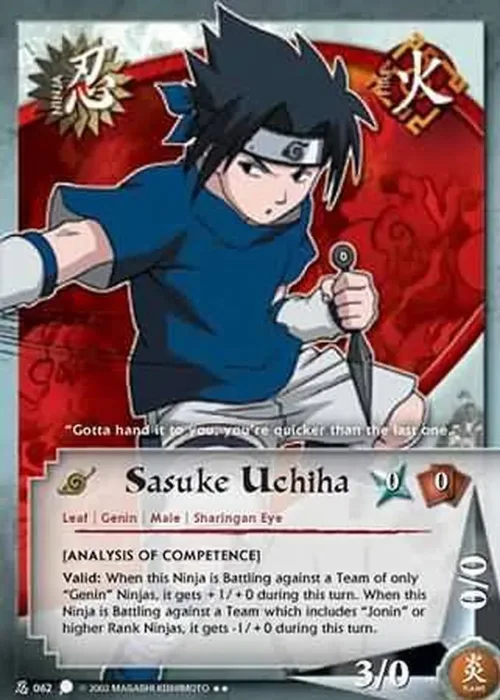 忍
NINJA
火
FIRE
"Gotta hand it to you, you're quicker than the last one."
Sasuke Uchiha
0
0
Leaf | Genin | Male | Sharingan Eye
[ANALYSIS OF COMPETENCE]
Valid: When this Ninja is Battling against a Team of only
"Genin" Ninjas, it gets +1/+0 during this turn. When this
Ninja is Battling against a Team which includes "Jonin" or
higher Rank Ninjas, it gets -1/+0 during this turn.
0/0
3/0
炎
062
© 2002 MASASHI KISHIMOTO